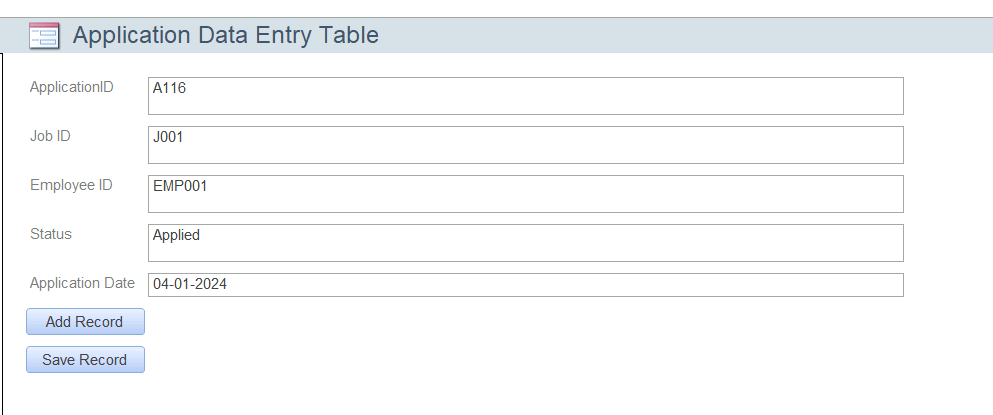 Application Data Entry Table
ApplicationID A116
Job ID J001
Employee ID EMP001
Status Applied
Application Date 04-01-2024
Add Record
Save Record